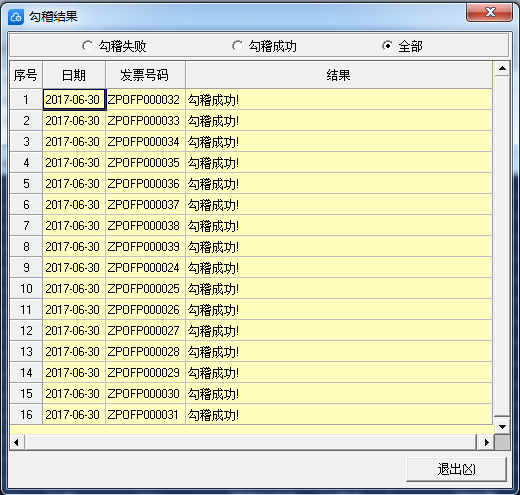 勾稽结果
勾稽失败 勾稽成功 全部
序号 日期 发票号码 结果
1 2017-06-30 ZPOFP000032 勾稽成功!
2 2017-06-30 ZPOFP000033 勾稽成功!
3 2017-06-30 ZPOFP000034 勾稽成功!
4 2017-06-30 ZPOFP000035 勾稽成功!
5 2017-06-30 ZPOFP000036 勾稽成功!
6 2017-06-30 ZPOFP000037 勾稽成功!
7 2017-06-30 ZPOFP000038 勾稽成功!
8 2017-06-30 ZPOFP000039 勾稽成功!
9 2017-06-30 ZPOFP000024 勾稽成功!
10 2017-06-30 ZPOFP000025 勾稽成功!
11 2017-06-30 ZPOFP000026 勾稽成功!
12 2017-06-30 ZPOFP000027 勾稽成功!
13 2017-06-30 ZPOFP000028 勾稽成功!
14 2017-06-30 ZPOFP000029 勾稽成功!
15 2017-06-30 ZPOFP000030 勾稽成功!
16 2017-06-30 ZPOFP000031 勾稽成功!
退出(X)